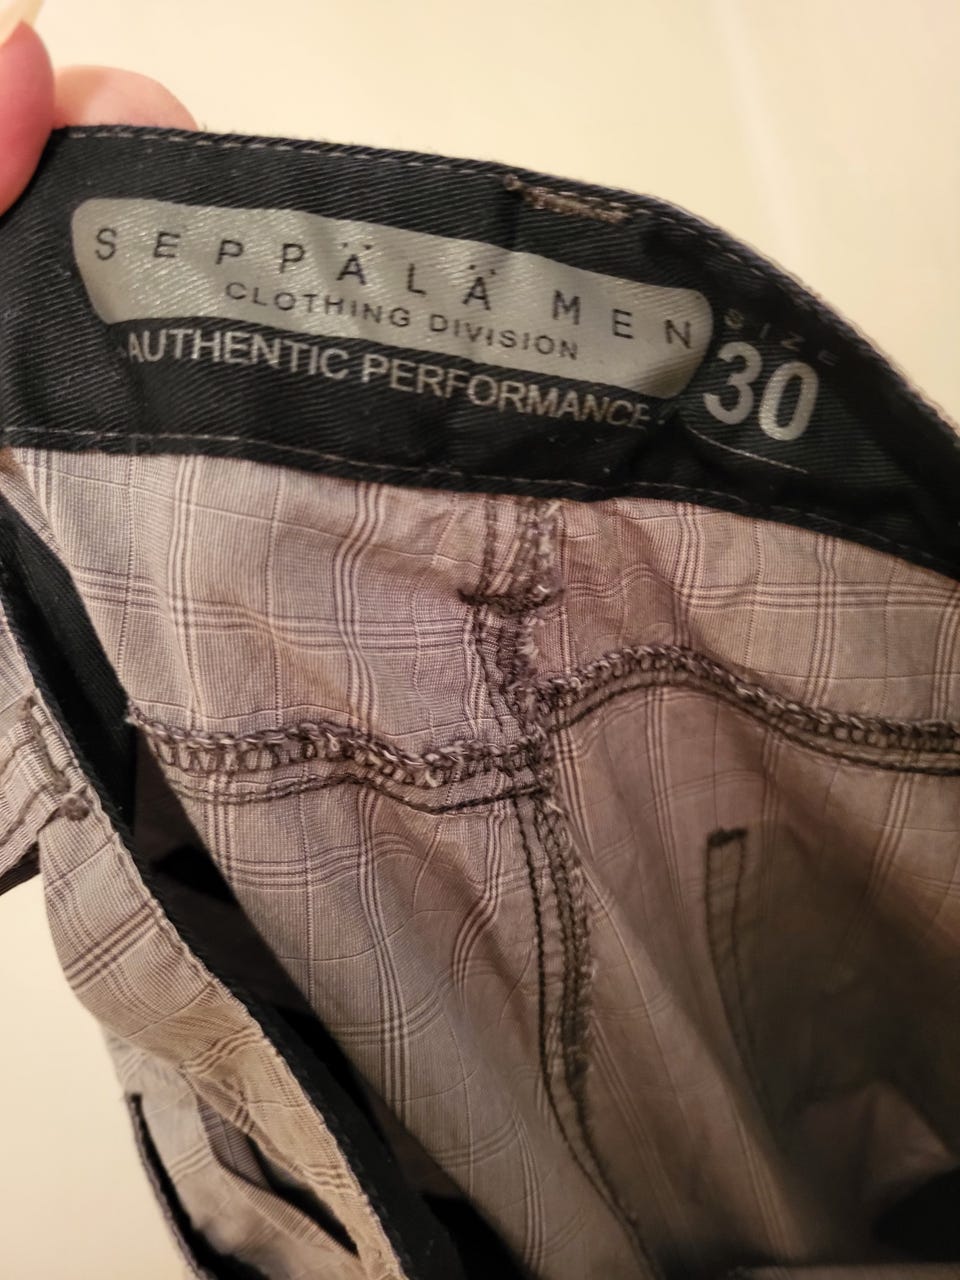 SEPPÄLÄ MEN
CLOTHING DIVISION
AUTHENTIC PERFORMANCE
SIZE
30